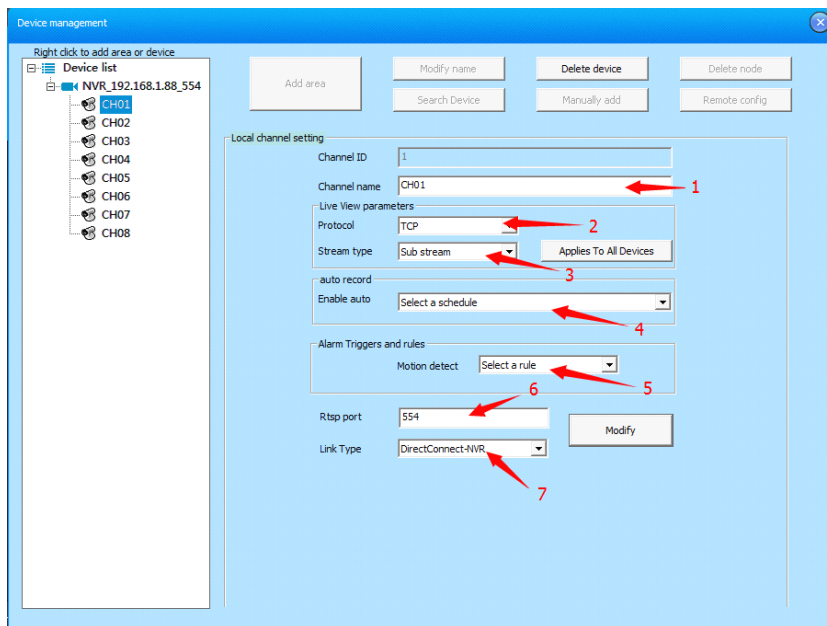 Device management
Right click to add area or device
Device list
NVR_192.168.1.88_554
CH01
CH02
CH03
CH04
CH05
CH06
CH07
CH08
Add area
Modify name
Delete device
Delete node
Search Device
Manually add
Remote config
Local channel setting
Channel ID
1
Channel name
CH01
1
Live View parameters
Protocol
TCP
2
Stream type
Sub stream
Applies To All Devices
3
auto record
Enable auto
Select a schedule
4
Alarm Triggers and rules
Motion detect
Select a rule
5
6
Rtsp port
554
Modify
Link Type
DirectConnect-NVR
7